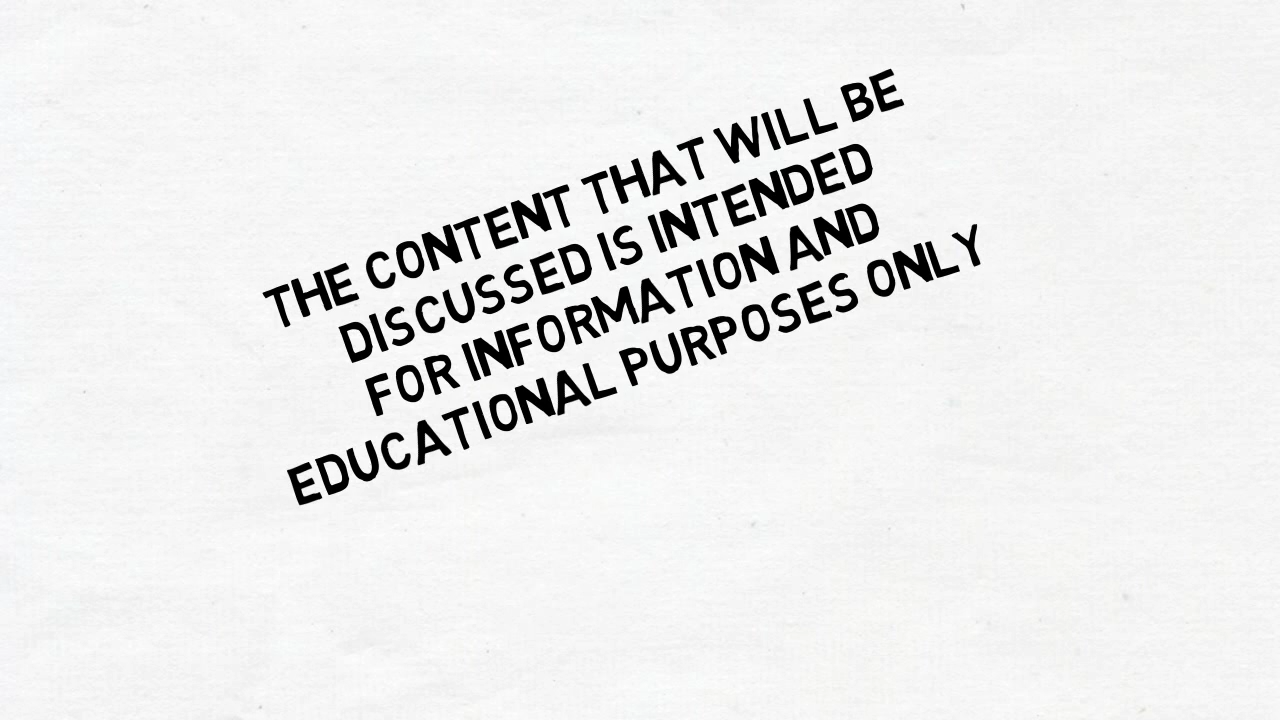 THE CONTENT THAT WILL BE
DISCUSSED IS INTENDED
FOR INFORMATION AND
EDUCATIONAL PURPOSES ONLY